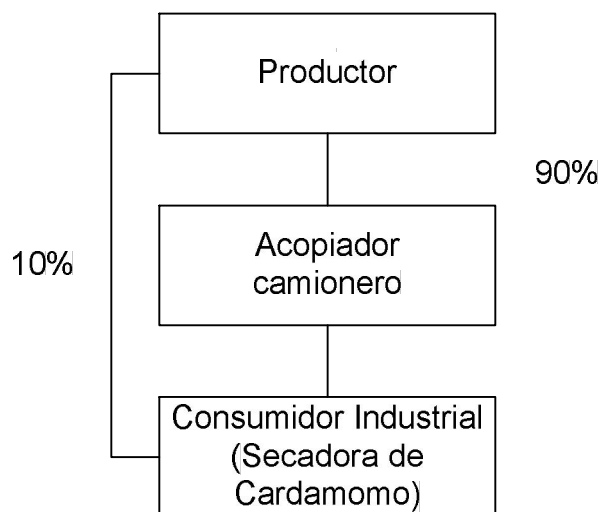 Productor
90%
Acopiador
camionero
10%
Consumidor Industrial
(Secadora de
Cardamomo)